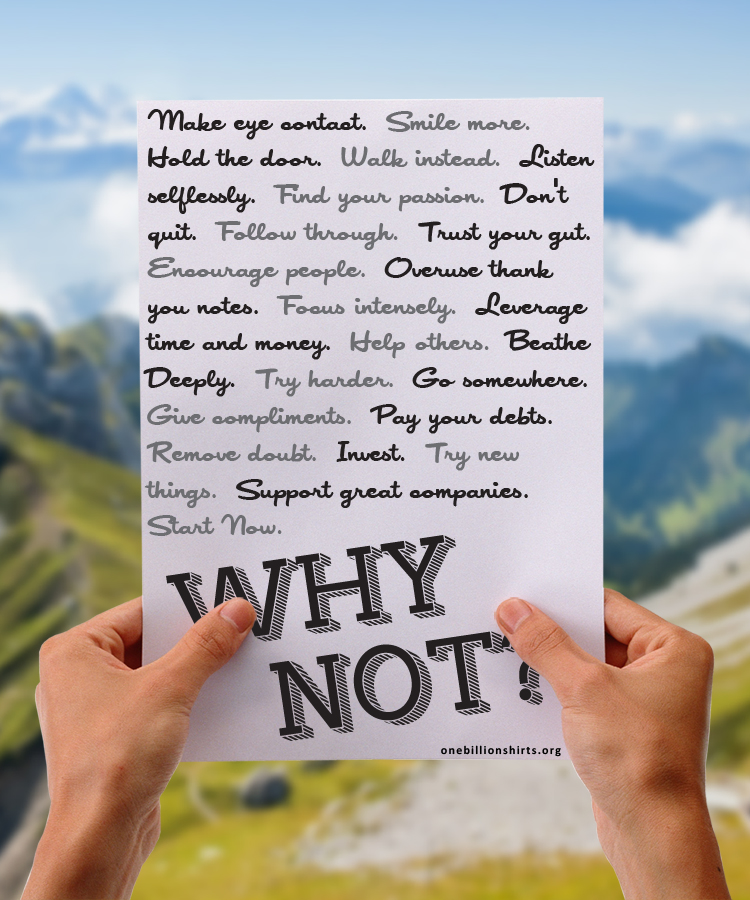 Make eye contact. Smile more.
Hold the door. Walk instead. Listen
selflessly. Find your passion. Don't
quit. Follow through. Trust your gut.
Encourage people. Overuse thank
you notes. Focus intensely. Leverage
time and money. Help others. Beathe
Deeply. Try harder. Go somewhere.
Give compliments. Pay your debts.
Remove doubt. Invest. Try new
things. Support great companies.
Start Now.
WHY
NOT?
onebillionshirts.org